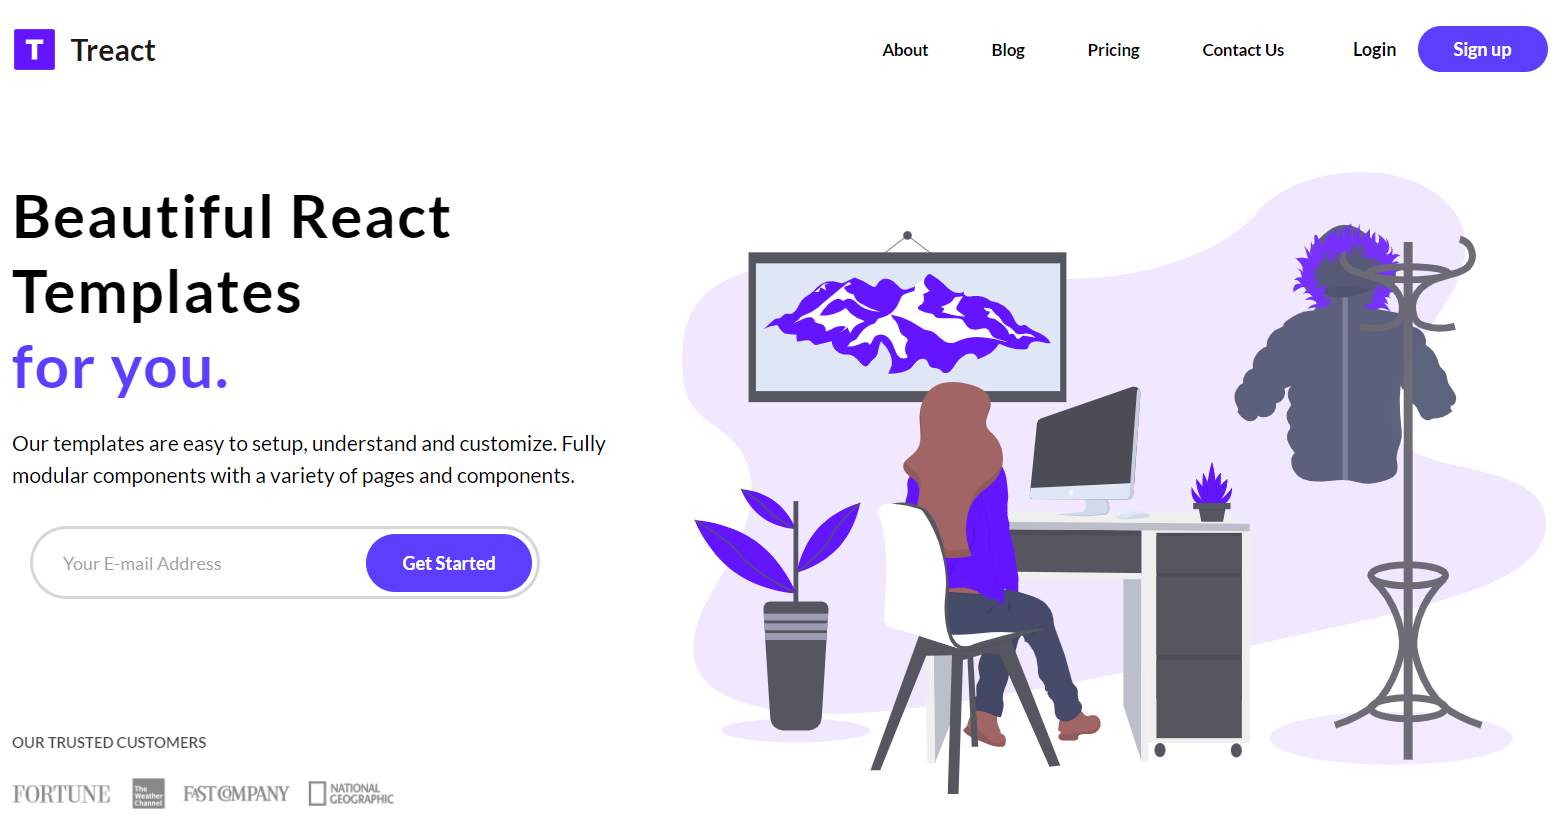 T Treact
About Blog Pricing Contact Us Login Sign up
Beautiful React
Templates
for you.
Our templates are easy to setup, understand and customize. Fully
modular components with a variety of pages and components.
Your E-mail Address Get Started
OUR TRUSTED CUSTOMERS
FORTUNE
The
Weather
Channel
FAST COMPANY
NATIONAL
GEOGRAPHIC